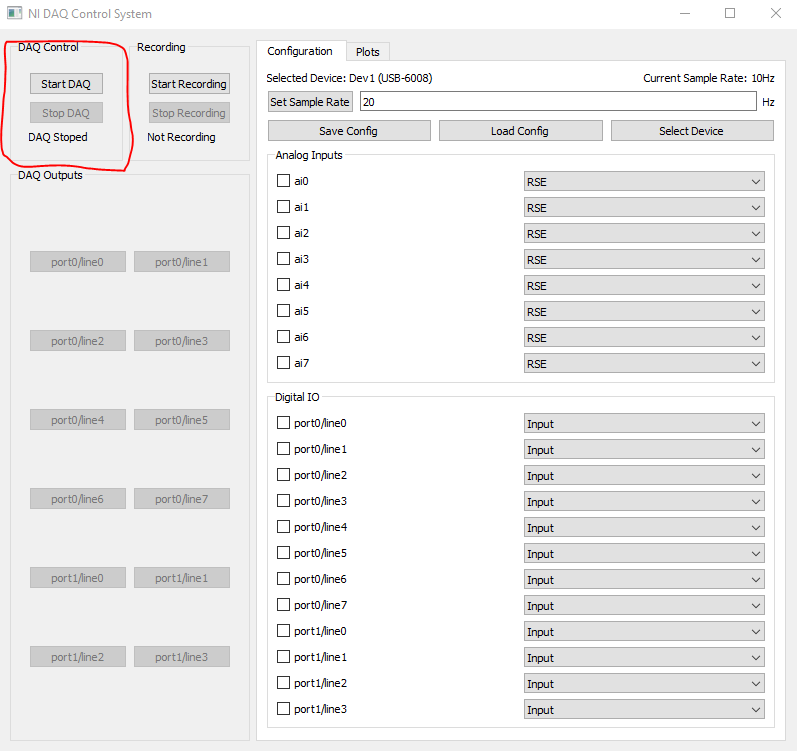 NI DAQ Control System
DAQ Control
Start DAQ
Stop DAQ
DAQ Stoped
Recording
Start Recording
Stop Recording
Not Recording
DAQ Outputs
port0/line0 port0/line1
port0/line2 port0/line3
port0/line4 port0/line5
port0/line6 port0/line7
port1/line0 port1/line1
port1/line2 port1/line3
Configuration Plots
Selected Device: Dev1 (USB-6008) Current Sample Rate: 10Hz
Set Sample Rate 20 Hz
Save Config Load Config Select Device
Analog Inputs
ai0 RSE
ai1 RSE
ai2 RSE
ai3 RSE
ai4 RSE
ai5 RSE
ai6 RSE
ai7 RSE
Digital IO
port0/line0 Input
port0/line1 Input
port0/line2 Input
port0/line3 Input
port0/line4 Input
port0/line5 Input
port0/line6 Input
port0/line7 Input
port1/line0 Input
port1/line1 Input
port1/line2 Input
port1/line3 Input